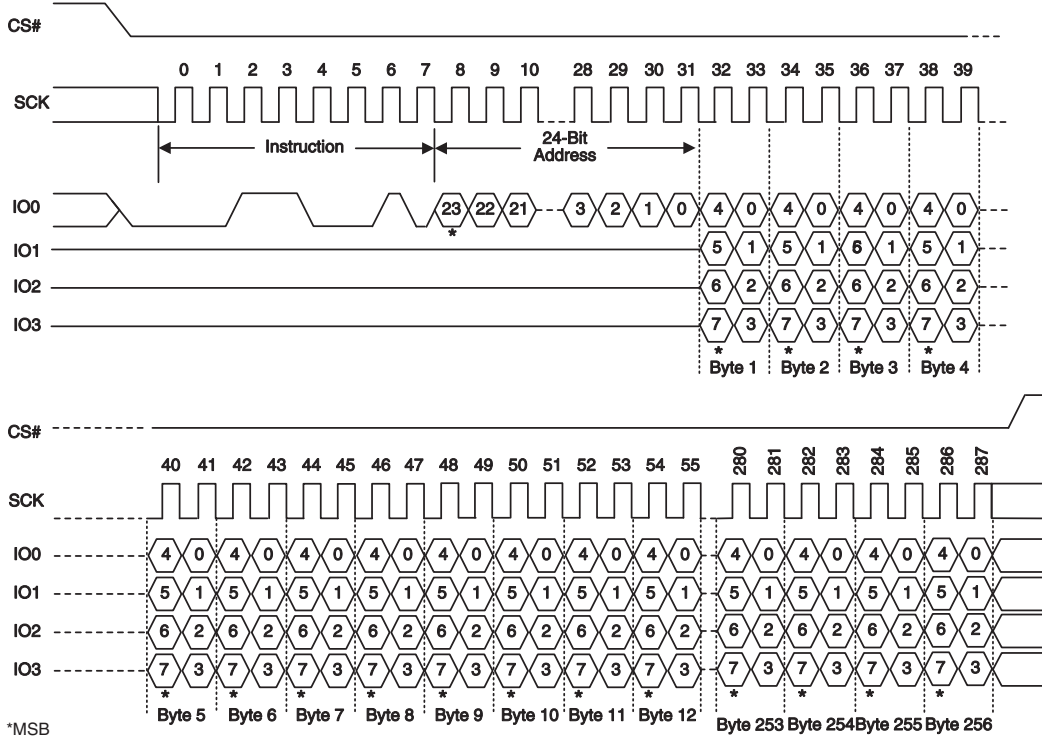 CS#
0 1 2 3 4 5 6 7 8 9 10 28 29 30 31 32 33 34 35 36 37 38 39
SCK
Instruction
24-Bit
Address
IO0 23 22 21 3 2 1 0 4 0 4 0 4 0 4 0
*
IO1 5 1 5 1 6 1 5 1
IO2 6 2 6 2 6 2 6 2
IO3 7 3 7 3 7 3 7 3
* * * *
Byte 1 Byte 2 Byte 3 Byte 4
CS#
40 41 42 43 44 45 46 47 48 49 50 51 52 53 54 55 280 281 282 283 284 285 286 287
SCK
IO0 4 0 4 0 4 0 4 0 4 0 4 0 4 0 4 0 4 0 4 0 4 0 4 0
IO1 5 1 5 1 5 1 5 1 5 1 5 1 5 1 5 1 5 1 5 1 5 1 5 1
IO2 6 2 6 2 6 2 6 2 6 2 6 2 6 2 6 2 6 2 6 2 6 2 6 2
IO3 7 3 7 3 7 3 7 3 7 3 7 3 7 3 7 3 7 3 7 3 7 3 7 3
* * * * * * * * * * * *
Byte 5 Byte 6 Byte 7 Byte 8 Byte 9 Byte 10 Byte 11 Byte 12 Byte 253 Byte 254 Byte 255 Byte 256
*MSB